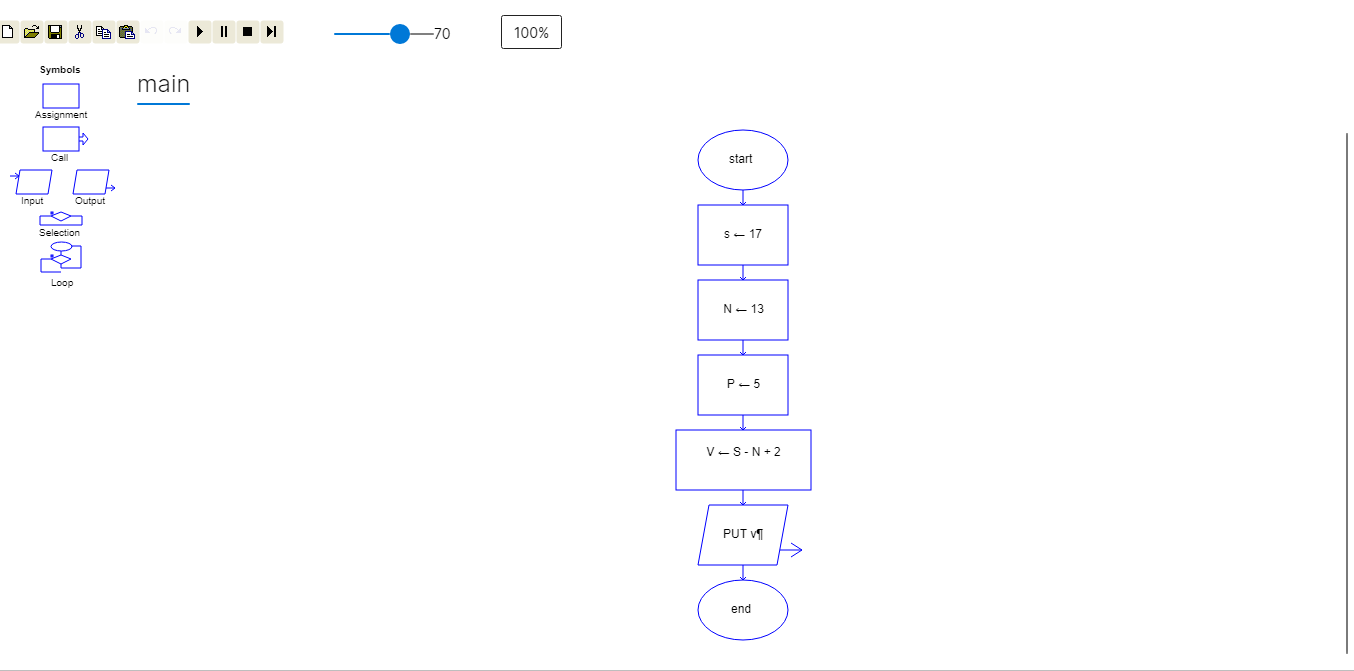 70
100%
Symbols
main
Assignment
Call
Input Output
Selection
Loop
start
s ← 17
N ← 13
P ← 5
V ← S - N + 2
PUT v¶
end